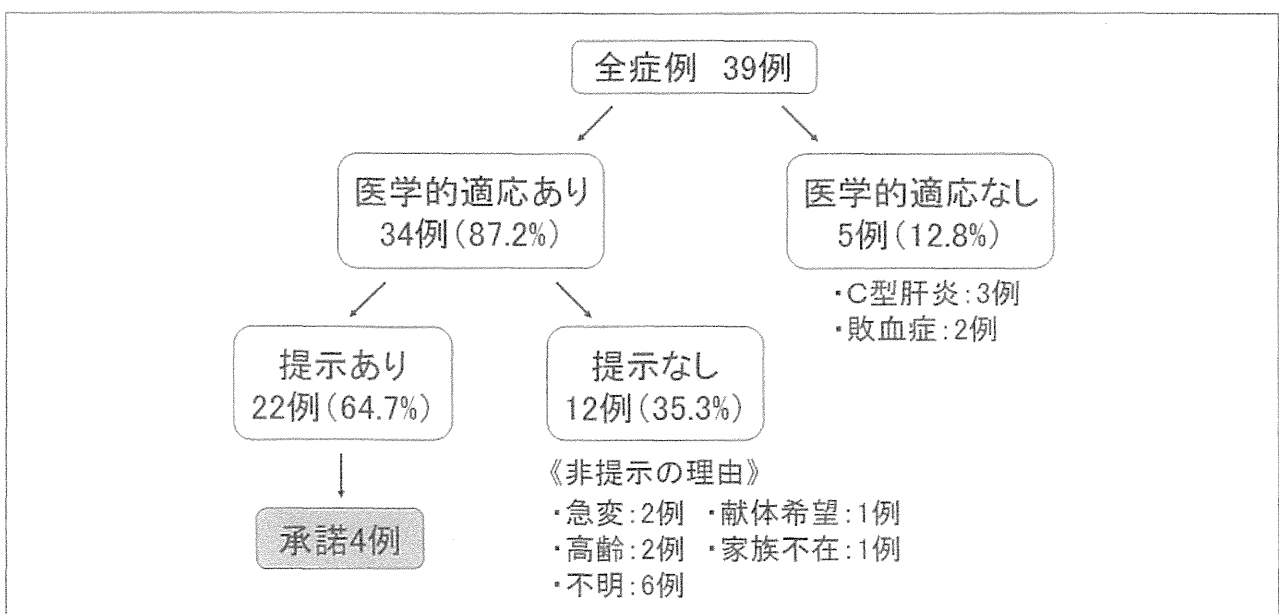 全症例 39例
医学的適応あり
34例(87.2%)
医学的適応なし
5例(12.8%)
・C型肝炎:3例
・敗血症:2例
提示あり
22例(64.7%)
提示なし
12例(35.3%)
《非提示の理由》
・急変:2例 ・献体希望:1例
・高齢:2例 ・家族不在:1例
・不明:6例
承諾4例